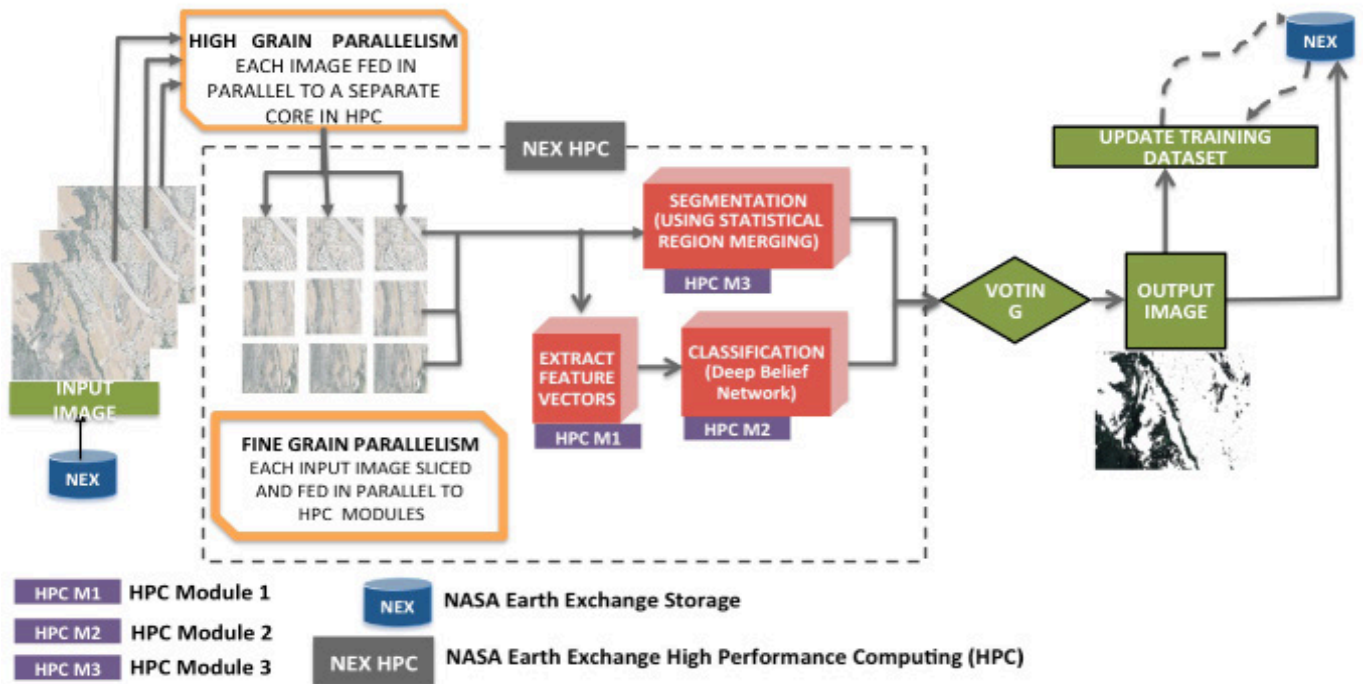 HIGH GRAIN PARALLELISM
EACH IMAGE FED IN
PARALLEL TO A SEPARATE
CORE IN HPC
NEX HPC
NEX
UPDATE TRAINING
DATASET
SEGMENTATION
(USING STATISTICAL
REGION MERGING)
HPC M3
EXTRACT
FEATURE
VECTORS
HPC M1
CLASSIFICATION
(Deep Belief
Network)
HPC M2
VOTIN
G
OUTPUT
IMAGE
INPUT
IMAGE
NEX
FINE GRAIN PARALLELISM
EACH INPUT IMAGE SLICED
AND FED IN PARALLEL TO
HPC MODULES
HPC M1 HPC Module 1
HPC M2 HPC Module 2
HPC M3 HPC Module 3
NEX NASA Earth Exchange Storage
NEX HPC NASA Earth Exchange High Performance Computing (HPC)